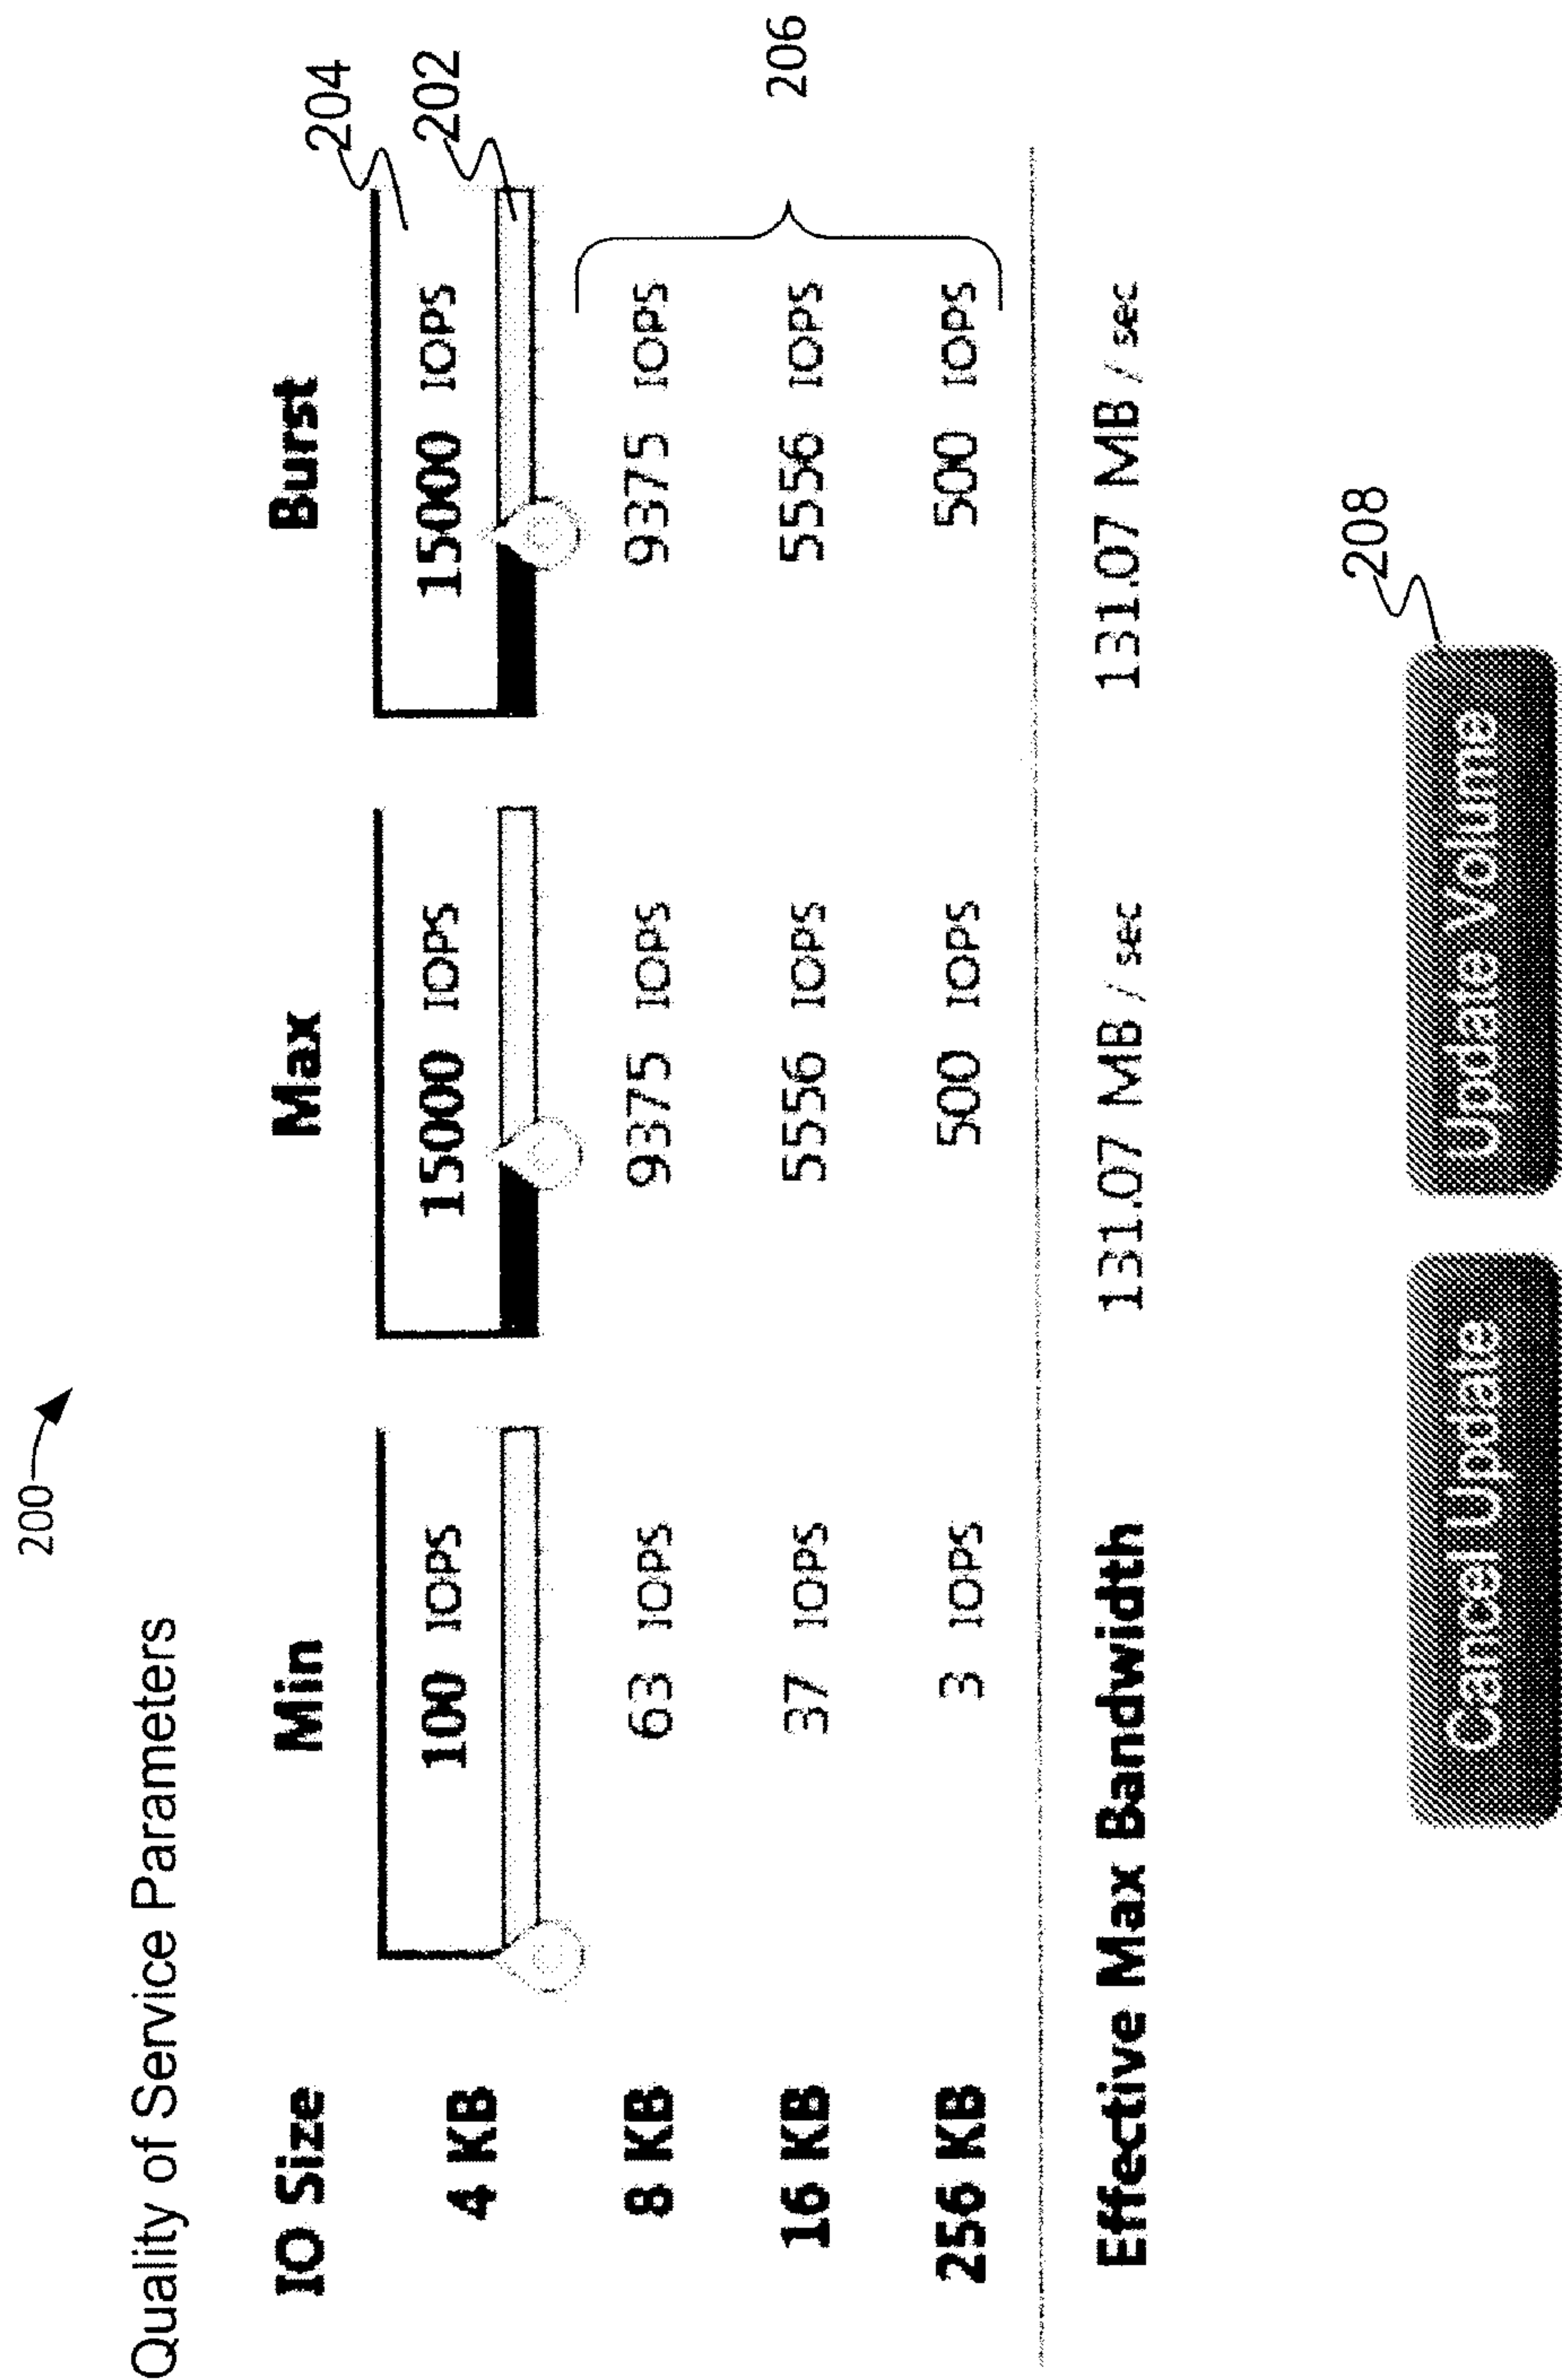 200
Quality of Service Parameters
IO Size Min Max Burst
204
4 KB 100 IOPS 15000 IOPS 15000 IOPS
202
8 KB 63 IOPS 9375 IOPS 9375 IOPS
16 KB 37 IOPS 5556 IOPS 5556 IOPS
206
256 KB 3 IOPS 500 IOPS 500 IOPS
Effective Max Bandwidth 131.07 MB / sec 131.07 MB / sec
208
Cancel Update Update Volume